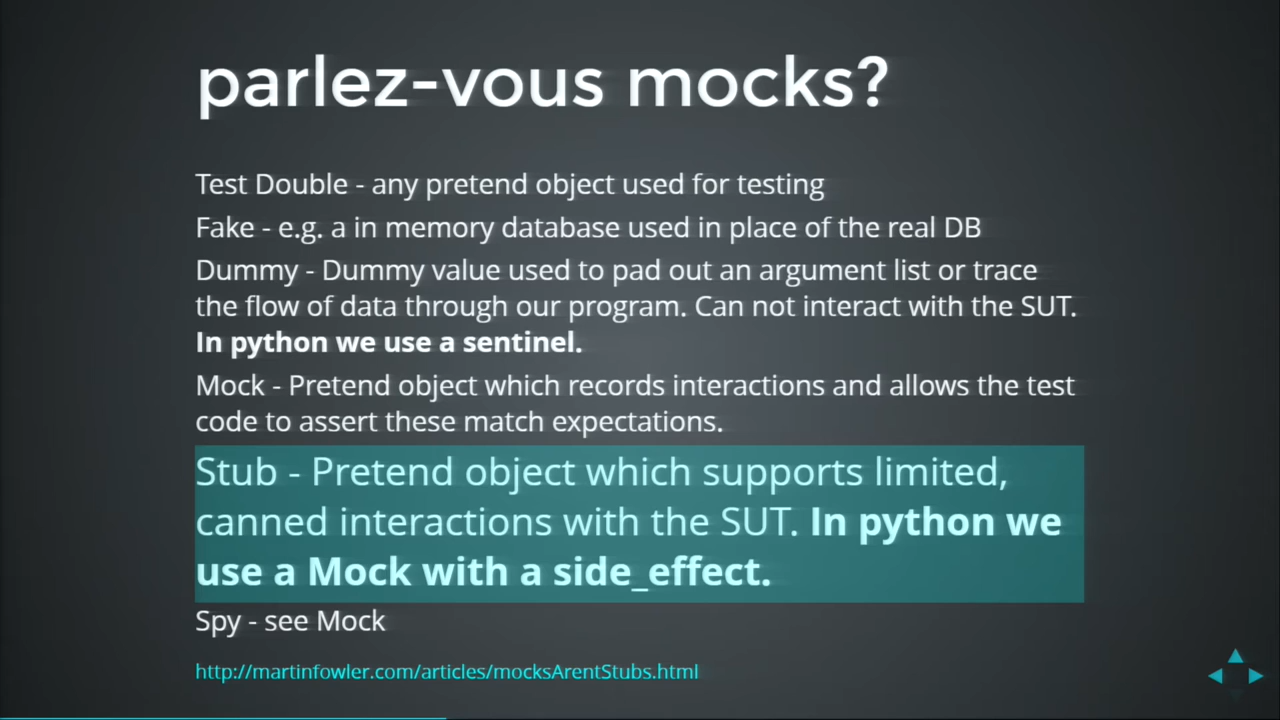 parlez-vous mocks?
Test Double - any pretend object used for testing
Fake - e.g. a in memory database used in place of the real DB
Dummy - Dummy value used to pad out an argument list or trace
the flow of data through our program. Can not interact with the SUT.
In python we use a sentinel.
Mock - Pretend object which records interactions and allows the test
code to assert these match expectations.
Stub - Pretend object which supports limited,
canned interactions with the SUT. In python we
use a Mock with a side_effect.
Spy - see Mock
http://martinfowler.com/articles/mocksArentStubs.html